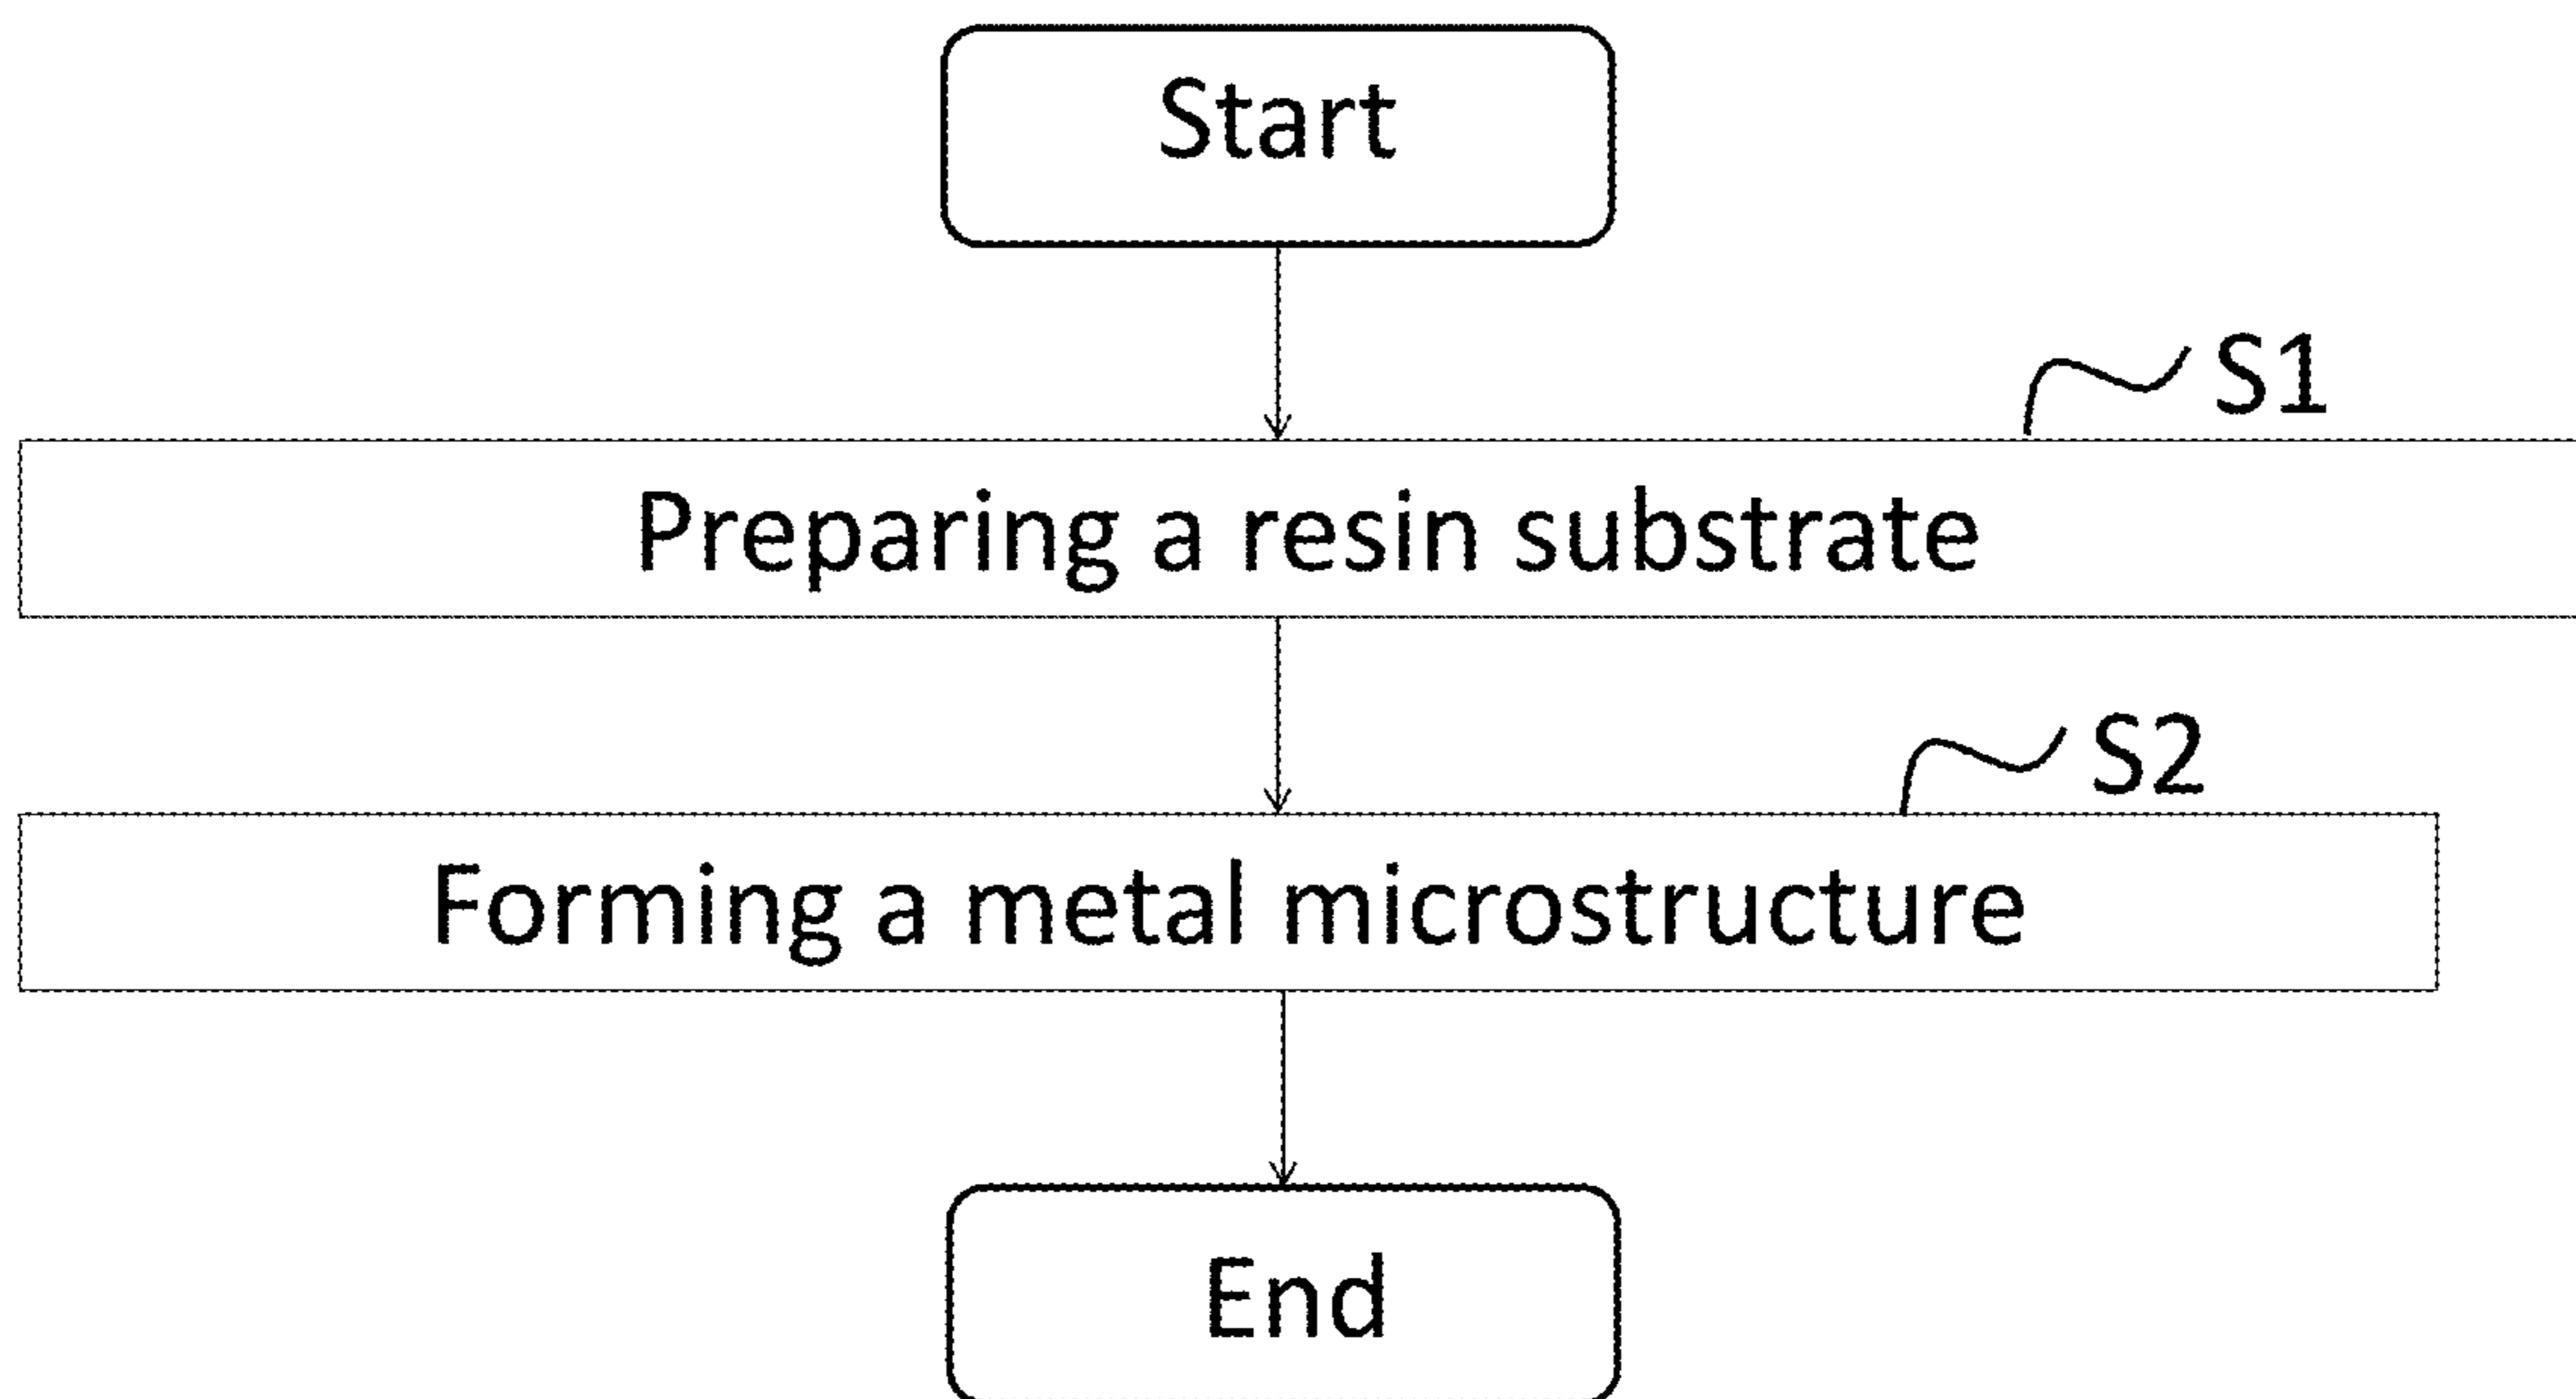 Start
S1
Preparing a resin substrate
S2
Forming a metal microstructure
End